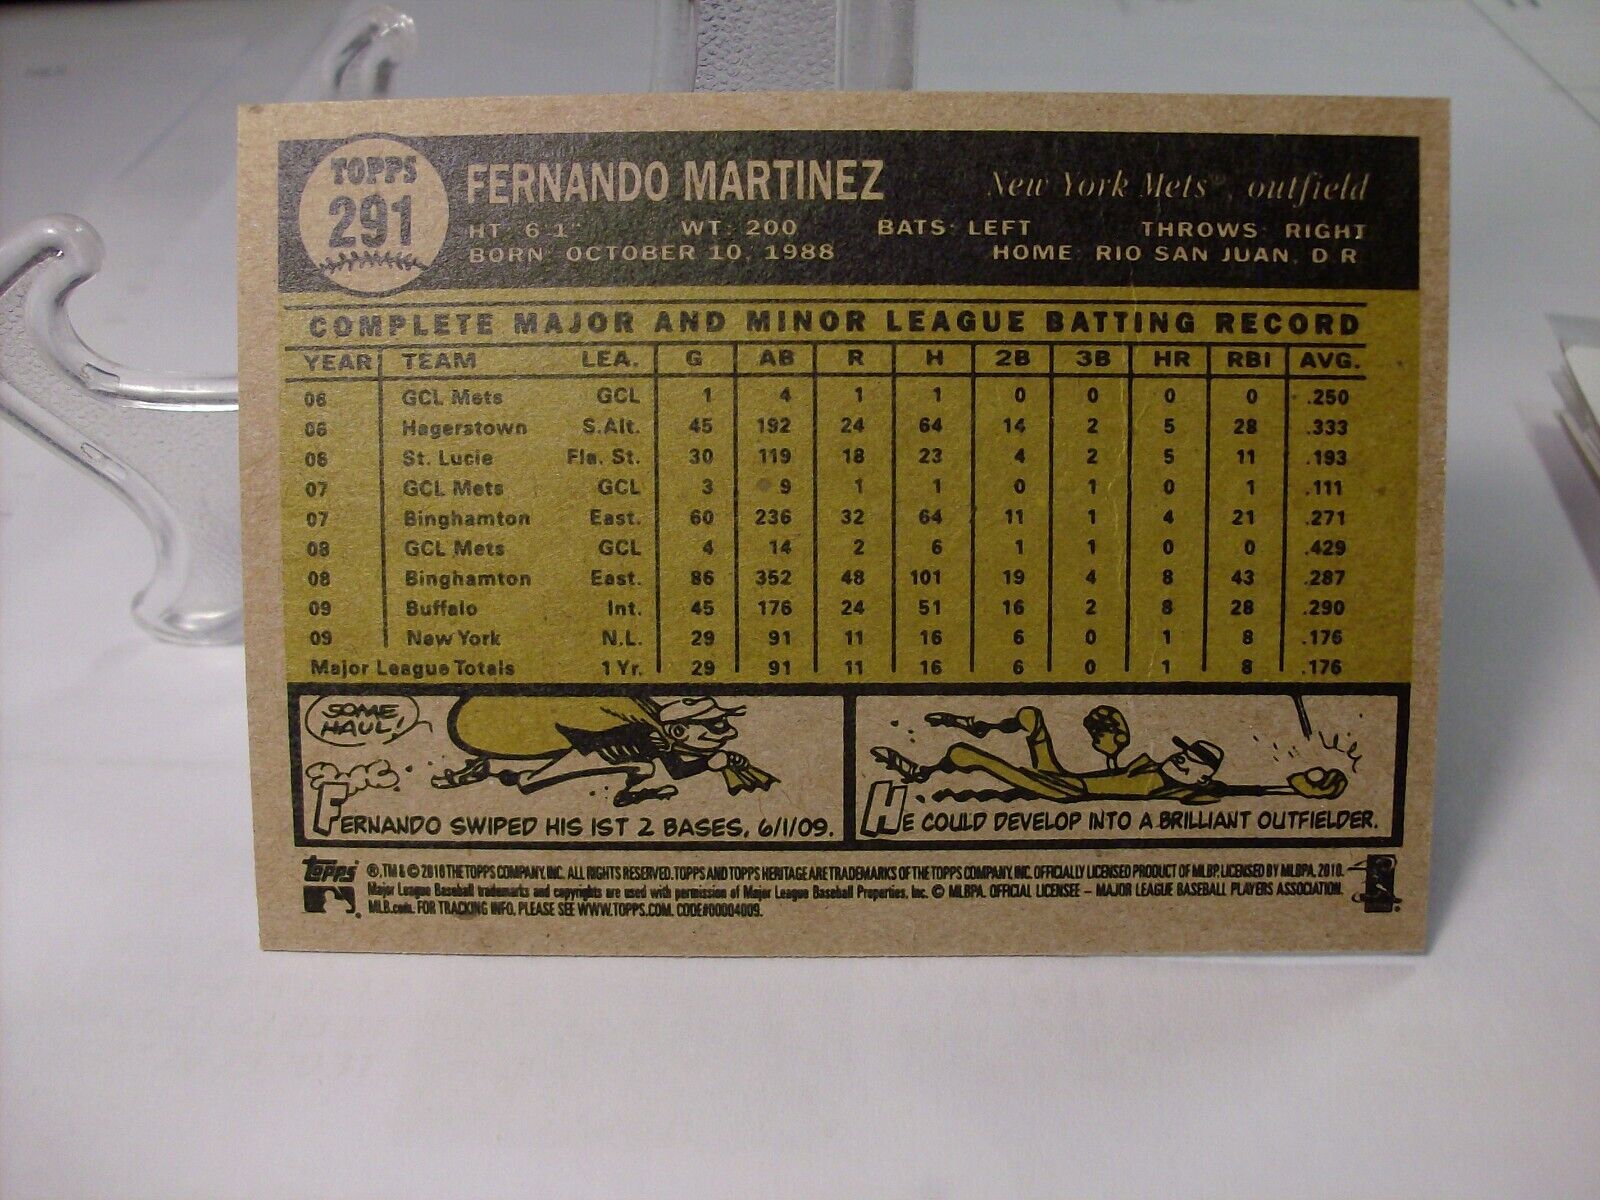 TOPPS
291
FERNANDO MARTINEZ
New York Mets, outfield
HT: 6'1" WT: 200 BATS: LEFT THROWS: RIGHT
BORN: OCTOBER 10, 1988 HOME: RIO SAN JUAN, D.R.
COMPLETE MAJOR AND MINOR LEAGUE BATTING RECORD
YEAR TEAM LEA. G AB R H 2B 3B HR RBI AVG.
06 GCL Mets GCL 1 4 1 1 0 0 0 0 .250
06 Hagerstown S.Alt. 45 192 24 64 14 2 5 28 .333
06 St. Lucie Fla. St. 30 119 18 23 4 2 5 11 .193
07 GCL Mets GCL 3 9 1 1 0 1 0 1 .111
07 Binghamton East. 60 236 32 64 11 1 4 21 .271
08 GCL Mets GCL 4 14 2 6 1 1 0 0 .429
08 Binghamton East. 86 352 48 101 19 4 8 43 .287
09 Buffalo Int. 45 176 24 51 16 2 8 28 .290
09 New York N.L. 29 91 11 16 6 0 1 8 .176
Major League Totals 1 Yr. 29 91 11 16 6 0 1 8 .176
SOME
HAUL!
FERNANDO SWIPED HIS 1ST 2 BASES, 6/1/09.
HE COULD DEVELOP INTO A BRILLIANT OUTFIELDER.
Topps ®, TM & © 2010 THE TOPPS COMPANY, INC. ALL RIGHTS RESERVED. TOPPS AND TOPPS HERITAGE ARE TRADEMARKS OF THE TOPPS COMPANY, INC. OFFICIALLY LICENSED PRODUCT OF MLBP. LICENSED BY MLBPA, 2010.
Major League Baseball trademarks and copyrights are used with permission of Major League Baseball Properties, Inc. © MLBPA. OFFICIAL LICENSEE – MAJOR LEAGUE BASEBALL PLAYERS ASSOCIATION.
MLB.com. FOR TRACKING INFO, PLEASE SEE WWW.TOPPS.COM. CODE#00004009.